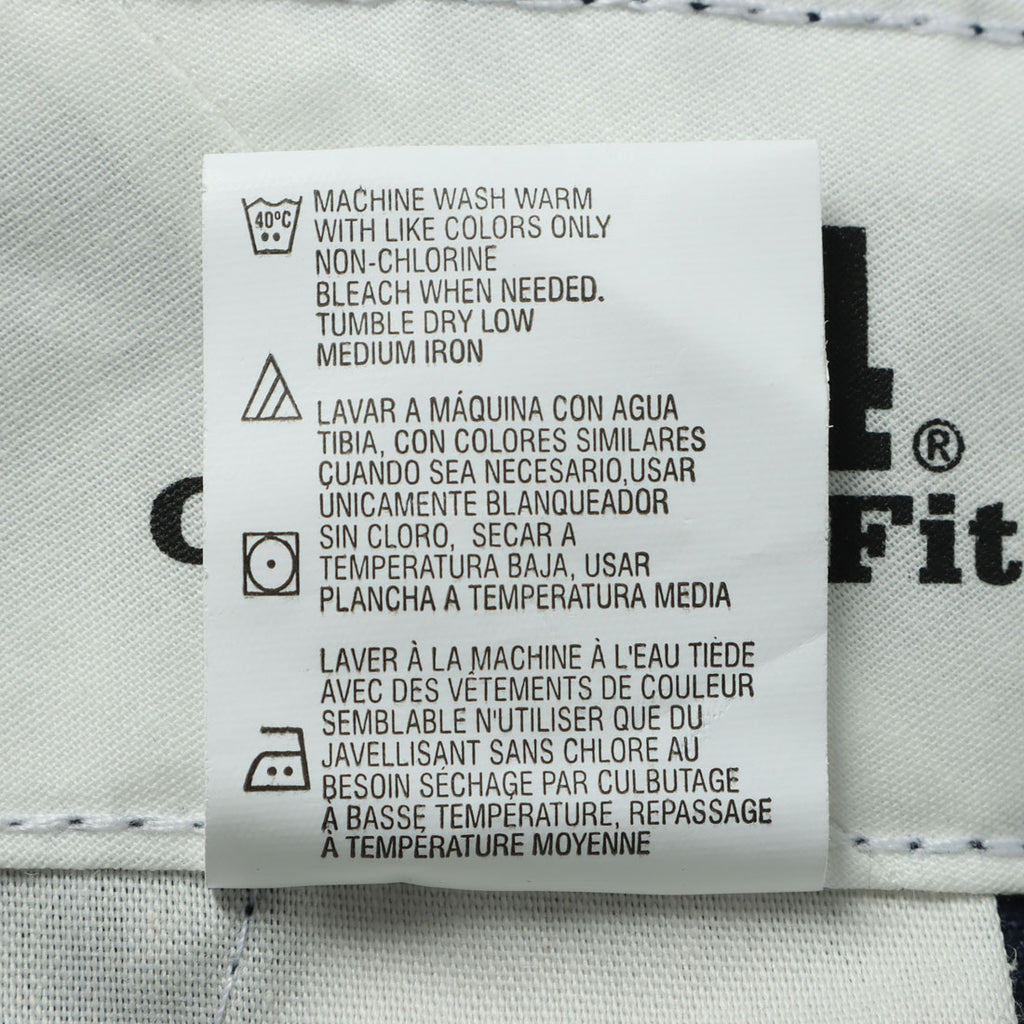 40°C
MACHINE WASH WARM
WITH LIKE COLORS ONLY
NON-CHLORINE
BLEACH WHEN NEEDED.
TUMBLE DRY LOW
MEDIUM IRON
LAVAR A MÁQUINA CON AGUA
TIBIA, CON COLORES SIMILARES
CUANDO SEA NECESARIO,USAR
ÚNICAMENTE BLANQUEADOR
SIN CLORO, SECAR A
TEMPERATURA BAJA, USAR
PLANCHA A TEMPERATURA MEDIA
LAVER À LA MACHINE À L'EAU TIÈDE
AVEC DES VÊTEMENTS DE COULEUR
SEMBLABLE N'UTILISER QUE DU
JAVELLISANT SANS CHLORE AU
BESOIN SÉCHAGE PAR CULBUTAGE
À BASSE TEMPÉRATURE, REPASSAGE
À TEMPÉRATURE MOYENNE
4®
Fit